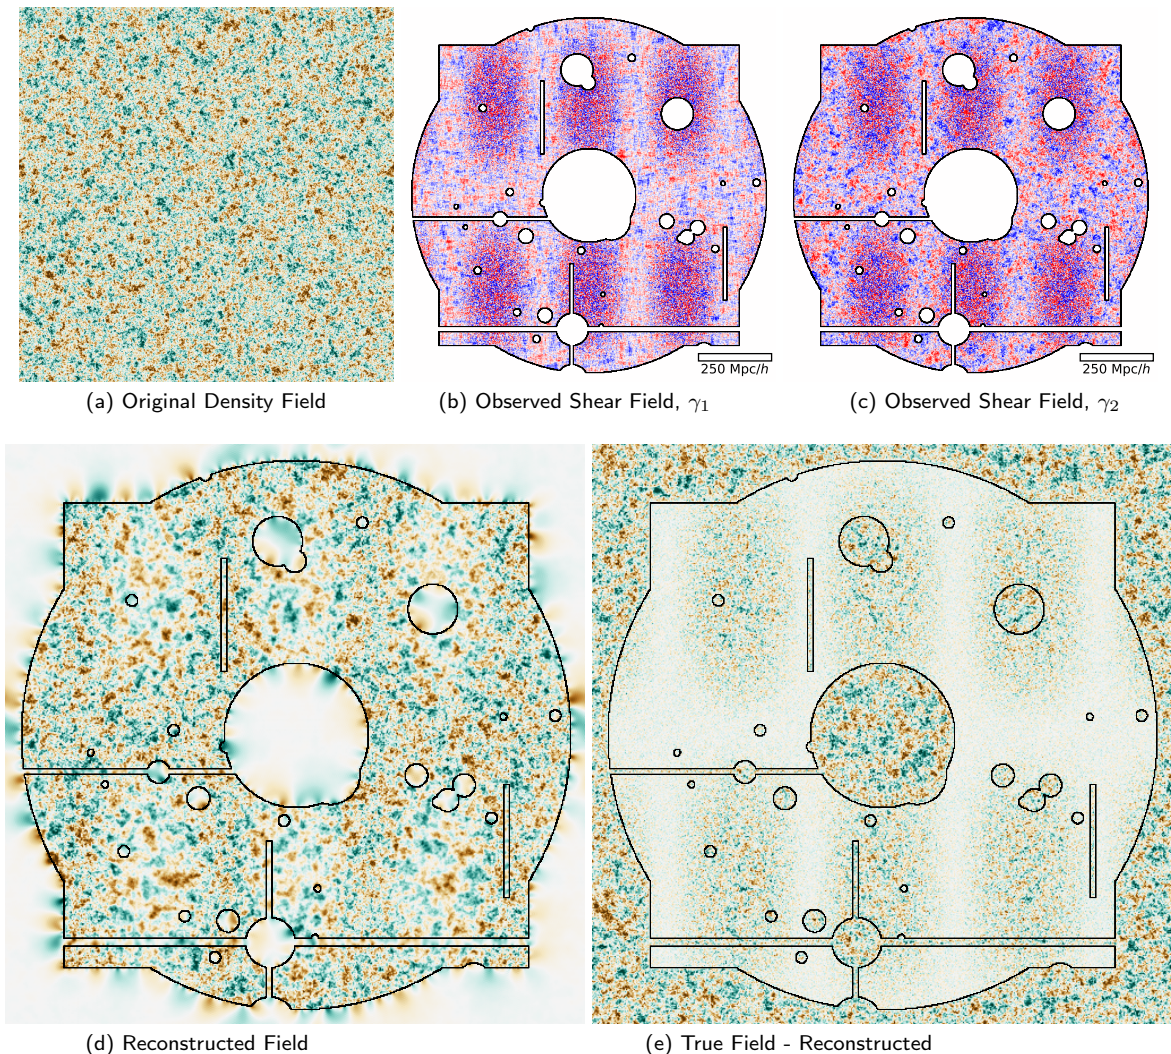 250 Mpc/h
250 Mpc/h
(a) Original Density Field
(b) Observed Shear Field, γ₁
(c) Observed Shear Field, γ₂
(d) Reconstructed Field
(e) True Field - Reconstructed